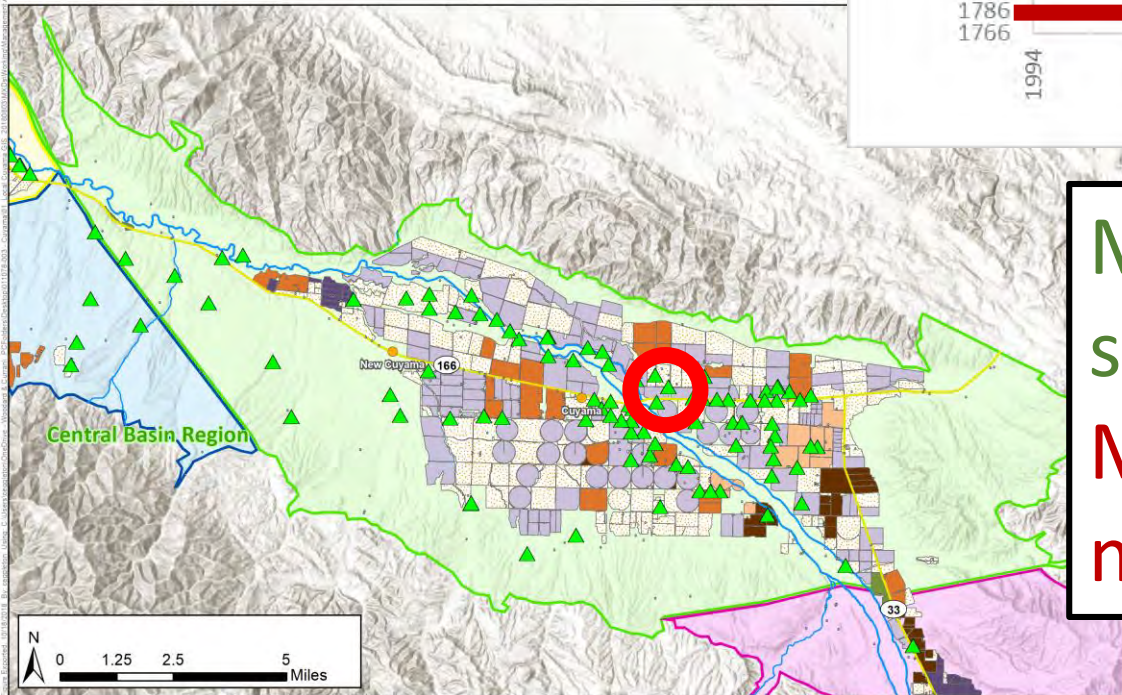 1786
1766
1994
N
s
M
n
New Cuyama
166
Cuyama
Central Basin Region
33
N
0 1.25 2.5 5
Miles